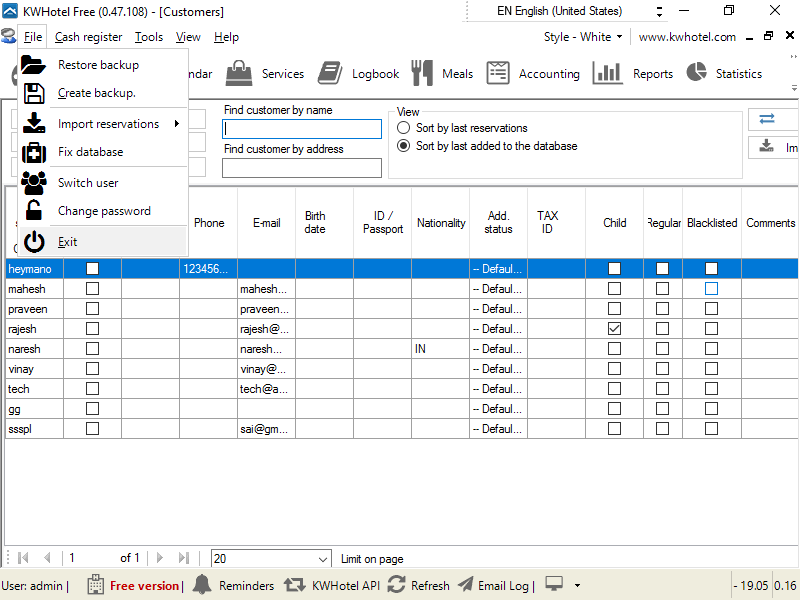 KWHotel Free (0.47.108) - [Customers]
EN English (United States)
File Cash register Tools View Help
Style - White www.kwhotel.com
Restore backup
Create backup.
Import reservations
Fix database
Switch user
Change password
Exit
ndar Services Logbook Meals Accounting Reports Statistics
Find customer by name
Find customer by address
View
Sort by last reservations
Sort by last added to the database
Im
Phone E-mail Birth date ID / Passport Nationality Add. status TAX ID Child Regular Blacklisted Comments
heymano 123456... -- Defaul...
mahesh mahesh... -- Defaul...
praveen praveen... -- Defaul...
rajesh rajesh@... -- Defaul...
naresh naresh... IN -- Defaul...
vinay vinay@... -- Defaul...
tech tech@a... -- Defaul...
gg -- Defaul...
ssspl sai@gm... -- Defaul...
1 of 1 20 Limit on page
User: admin | Free version | Reminders KWHotel API Refresh Email Log | - 19.05 0.16